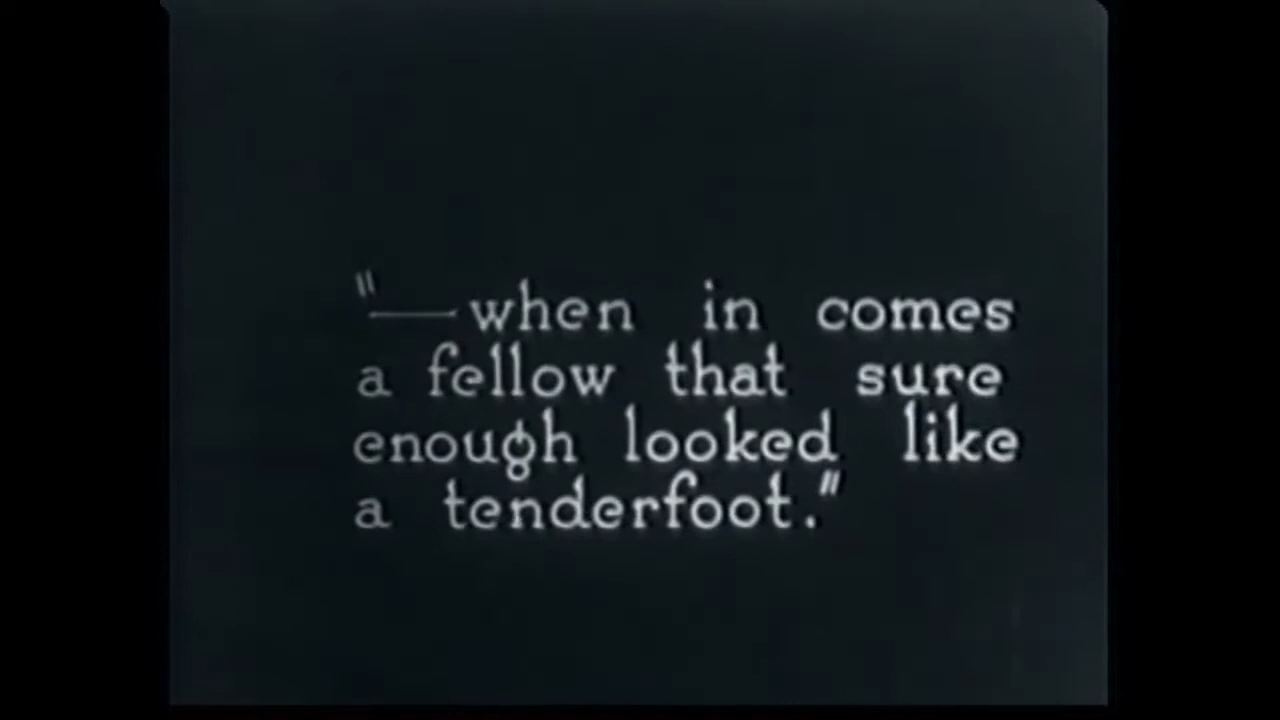 "—when in comes
a fellow that sure
enough looked like
a tenderfoot."